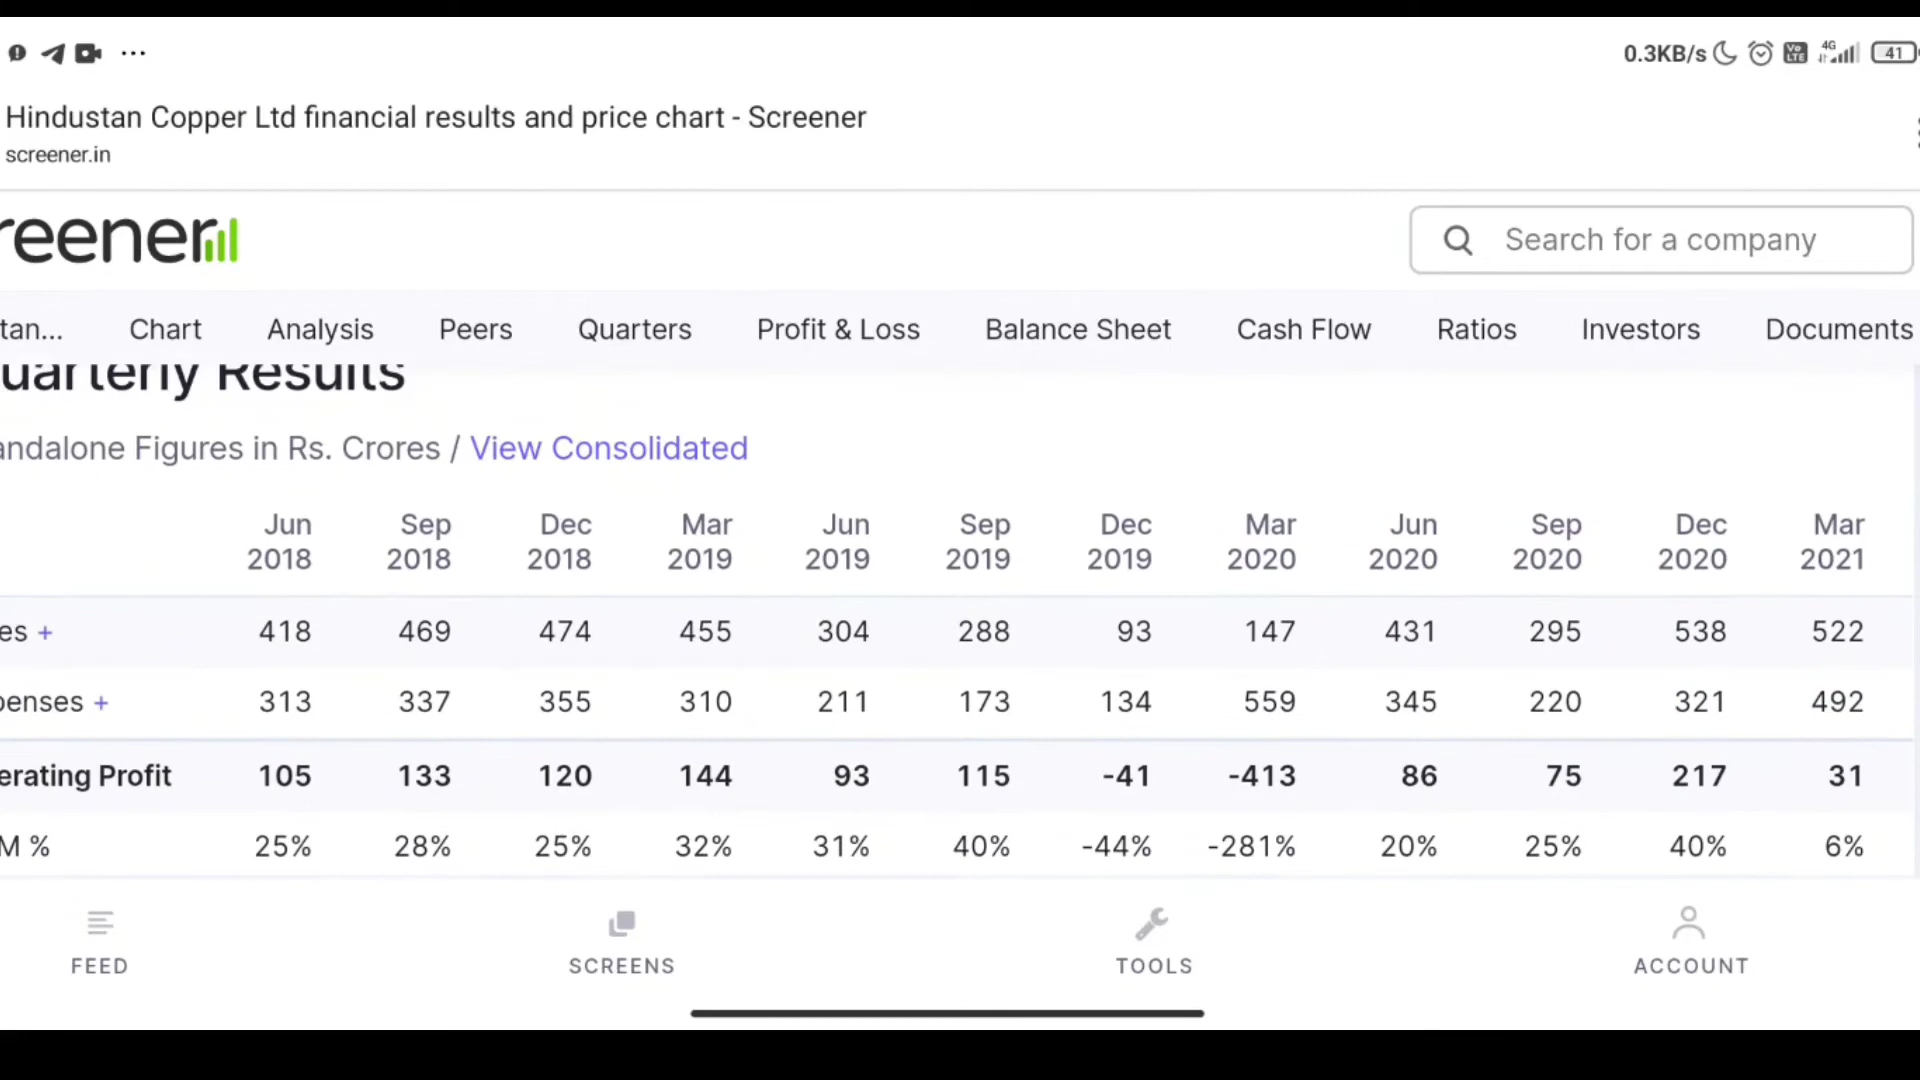 0.3KB/s 4G 41
Hindustan Copper Ltd financial results and price chart - Screener
screener.in
reener
Search for a company
tan... Chart Analysis Peers Quarters Profit & Loss Balance Sheet Cash Flow Ratios Investors Documents
uarterly Results
andalone Figures in Rs. Crores / View Consolidated
Jun Sep Dec Mar Jun Sep Dec Mar Jun Sep Dec Mar
2018 2018 2018 2019 2019 2019 2019 2020 2020 2020 2020 2021
es + 418 469 474 455 304 288 93 147 431 295 538 522
penses + 313 337 355 310 211 173 134 559 345 220 321 492
erating Profit 105 133 120 144 93 115 -41 -413 86 75 217 31
M % 25% 28% 25% 32% 31% 40% -44% -281% 20% 25% 40% 6%
FEED SCREENS TOOLS ACCOUNT